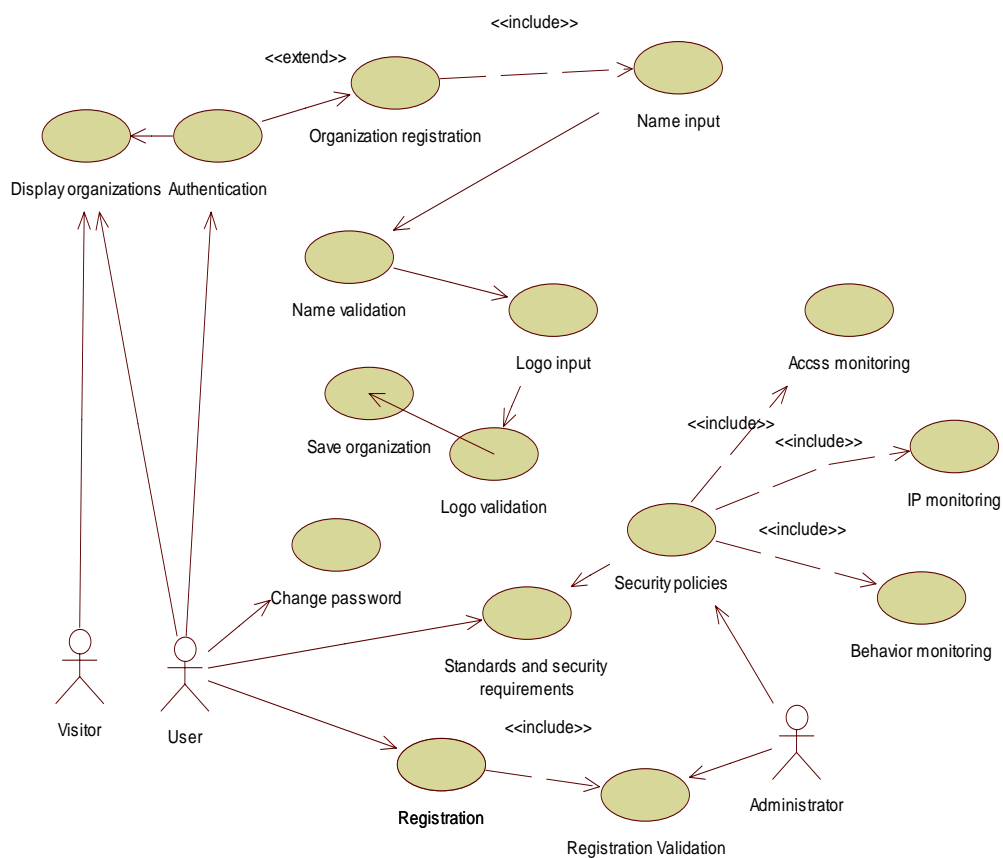 <<include>>
<<extend>>
Organization registration
Name input
Display organizations
Authentication
Name validation
Logo input
Accss monitoring
Save organization
<<include>>
<<include>>
Logo validation
IP monitoring
<<include>>
Security policies
Change password
Behavior monitoring
Standards and security
requirements
Visitor
User
<<include>>
Administrator
Registration
Registration Validation